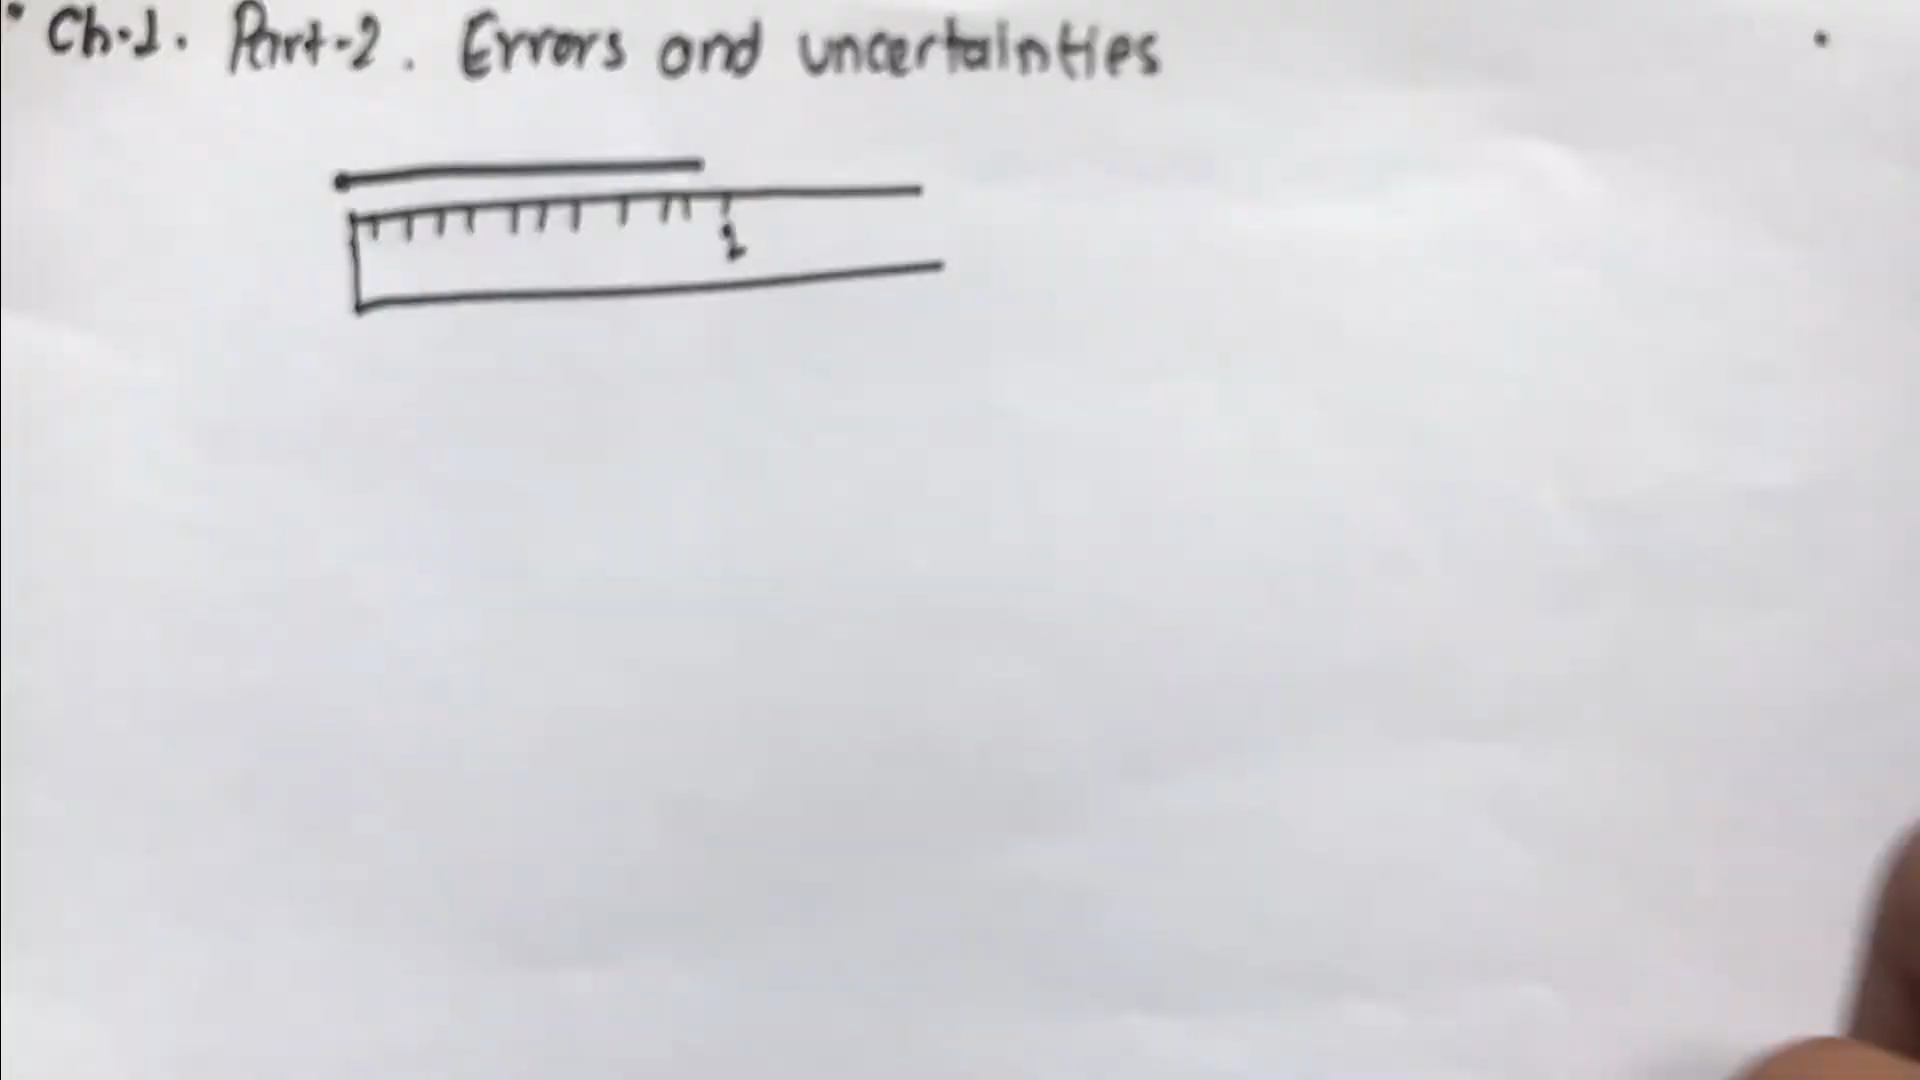 Ch.1. Part-2. Errors and uncertainties
1